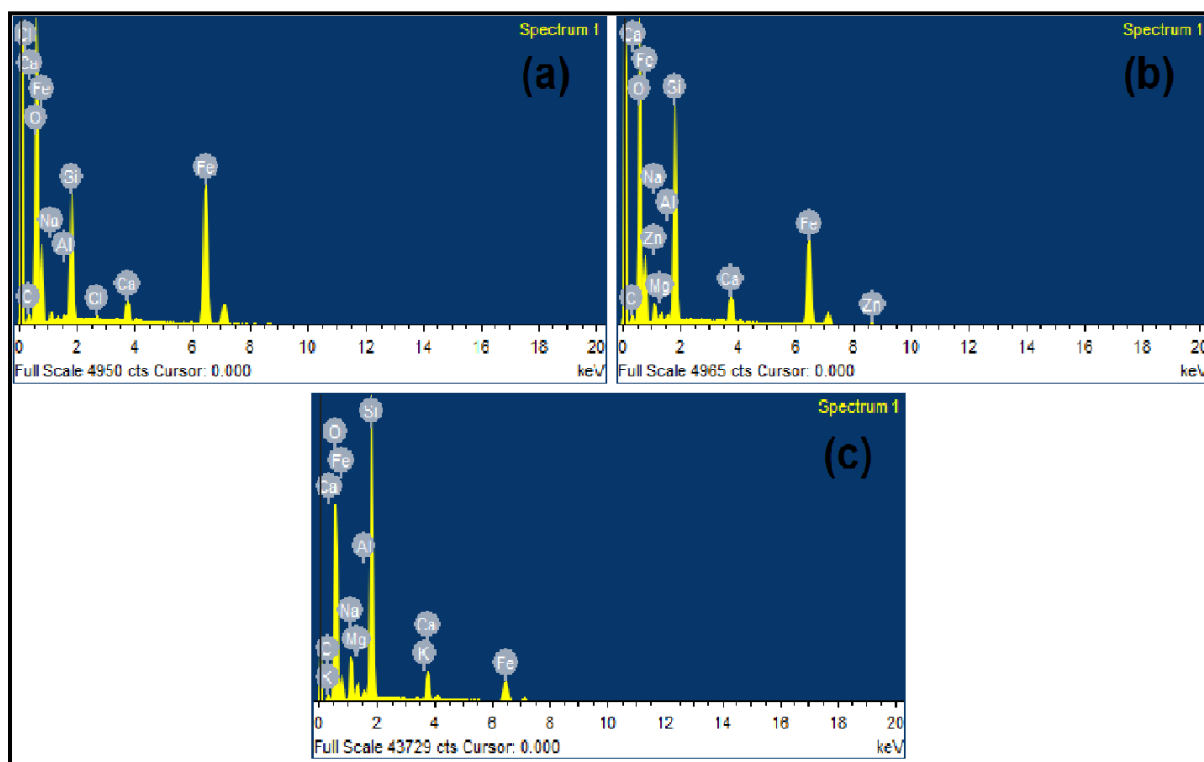 Spectrum 1
(a)
Cl
Ca
Fe
O
Si
Fe
Na
Al
C
Cl
Ca
0 2 4 6 8 10 12 14 16 18 20
Full Scale 4950 cts Cursor: 0.000 keV
Spectrum 1
(b)
Ca
Fe
O
Si
Na
Al
Zn
Fe
Mg
Ca
C
Zn
0 2 4 6 8 10 12 14 16 18 20
Full Scale 4965 cts Cursor: 0.000 keV
Spectrum 1
(c)
Si
O
Fe
Ca
Al
Na
Ca
Mg
C
K
Fe
K
0 2 4 6 8 10 12 14 16 18 20
Full Scale 43729 cts Cursor: 0.000 keV